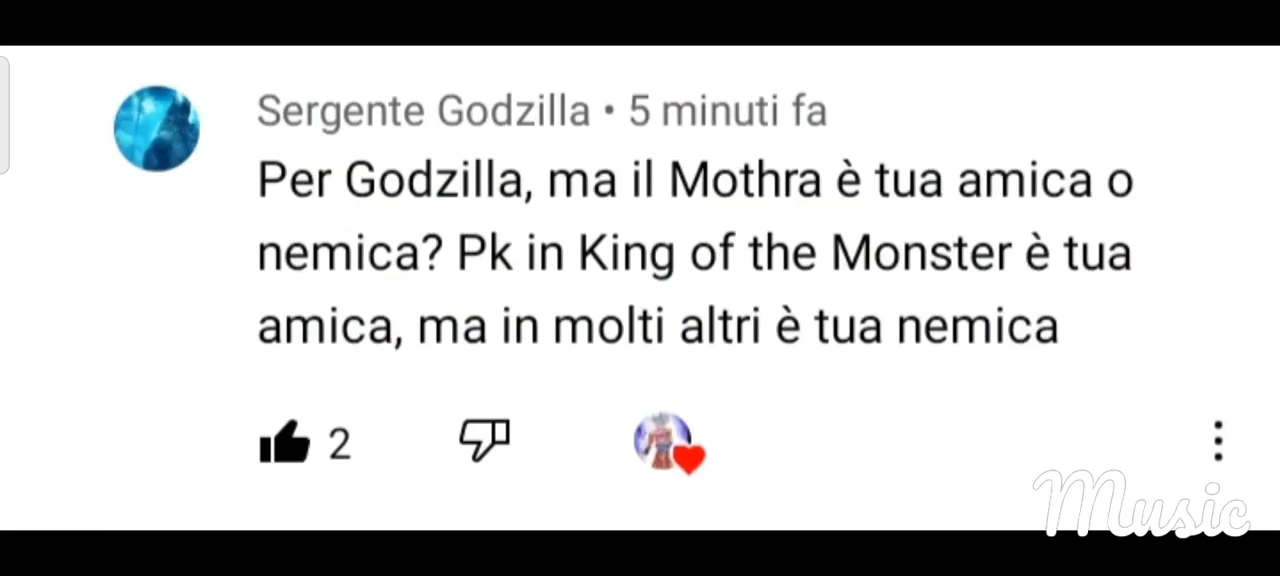 Sergente Godzilla • 5 minuti fa
Per Godzilla, ma il Mothra è tua amica o
nemica? Pk in King of the Monster è tua
amica, ma in molti altri è tua nemica
2
Music